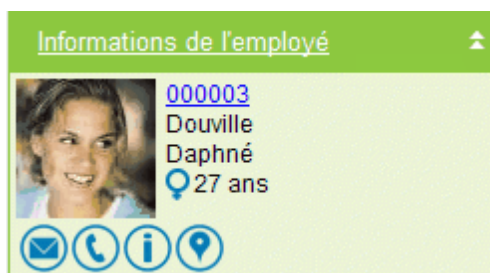 Informations de l'employé
000003
Douville
Daphné
27 ans